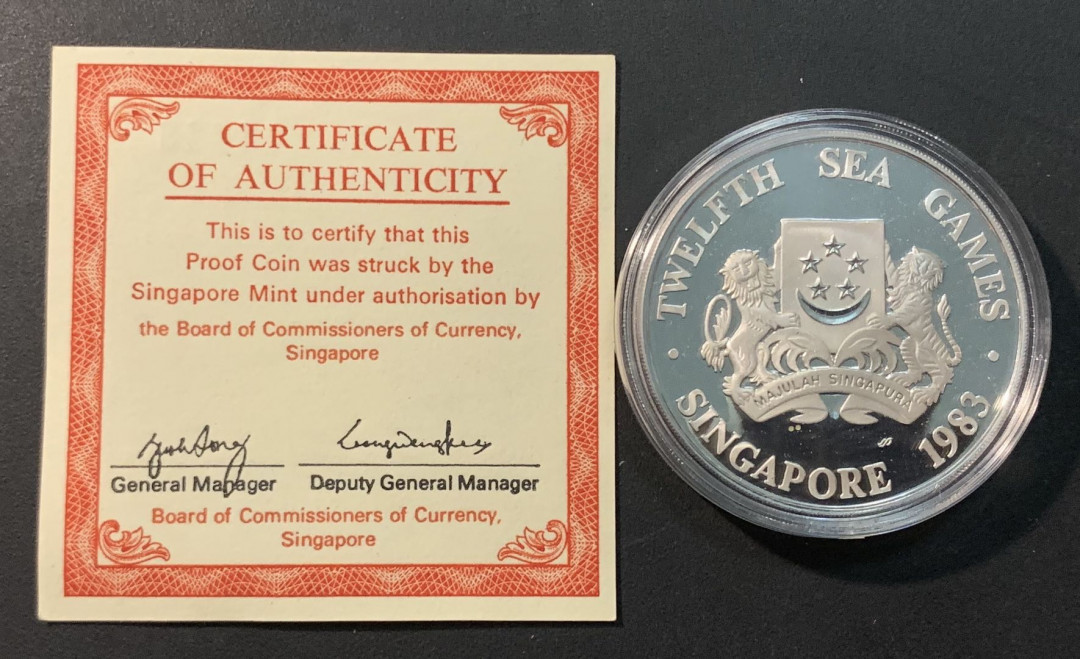 CERTIFICATE
OF AUTHENTICITY
This is to certify that this
Proof Coin was struck by the
Singapore Mint under authorisation by
the Board of Commissioners of Currency,
Singapore
General Manager
Deputy General Manager
Board of Commissioners of Currency,
Singapore
TWELFTH SEA GAMES
MAJULAH SINGAPURA
SINGAPORE 1983